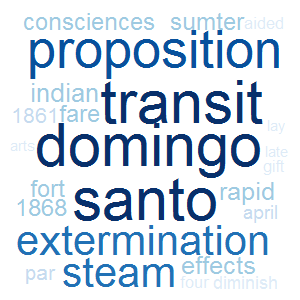 consciences sumter aided
proposition
indian transit
1861 fare lay
domingo
arts late
gift
fort santo rapid
1868 april
extermination
par steam effects
four diminish